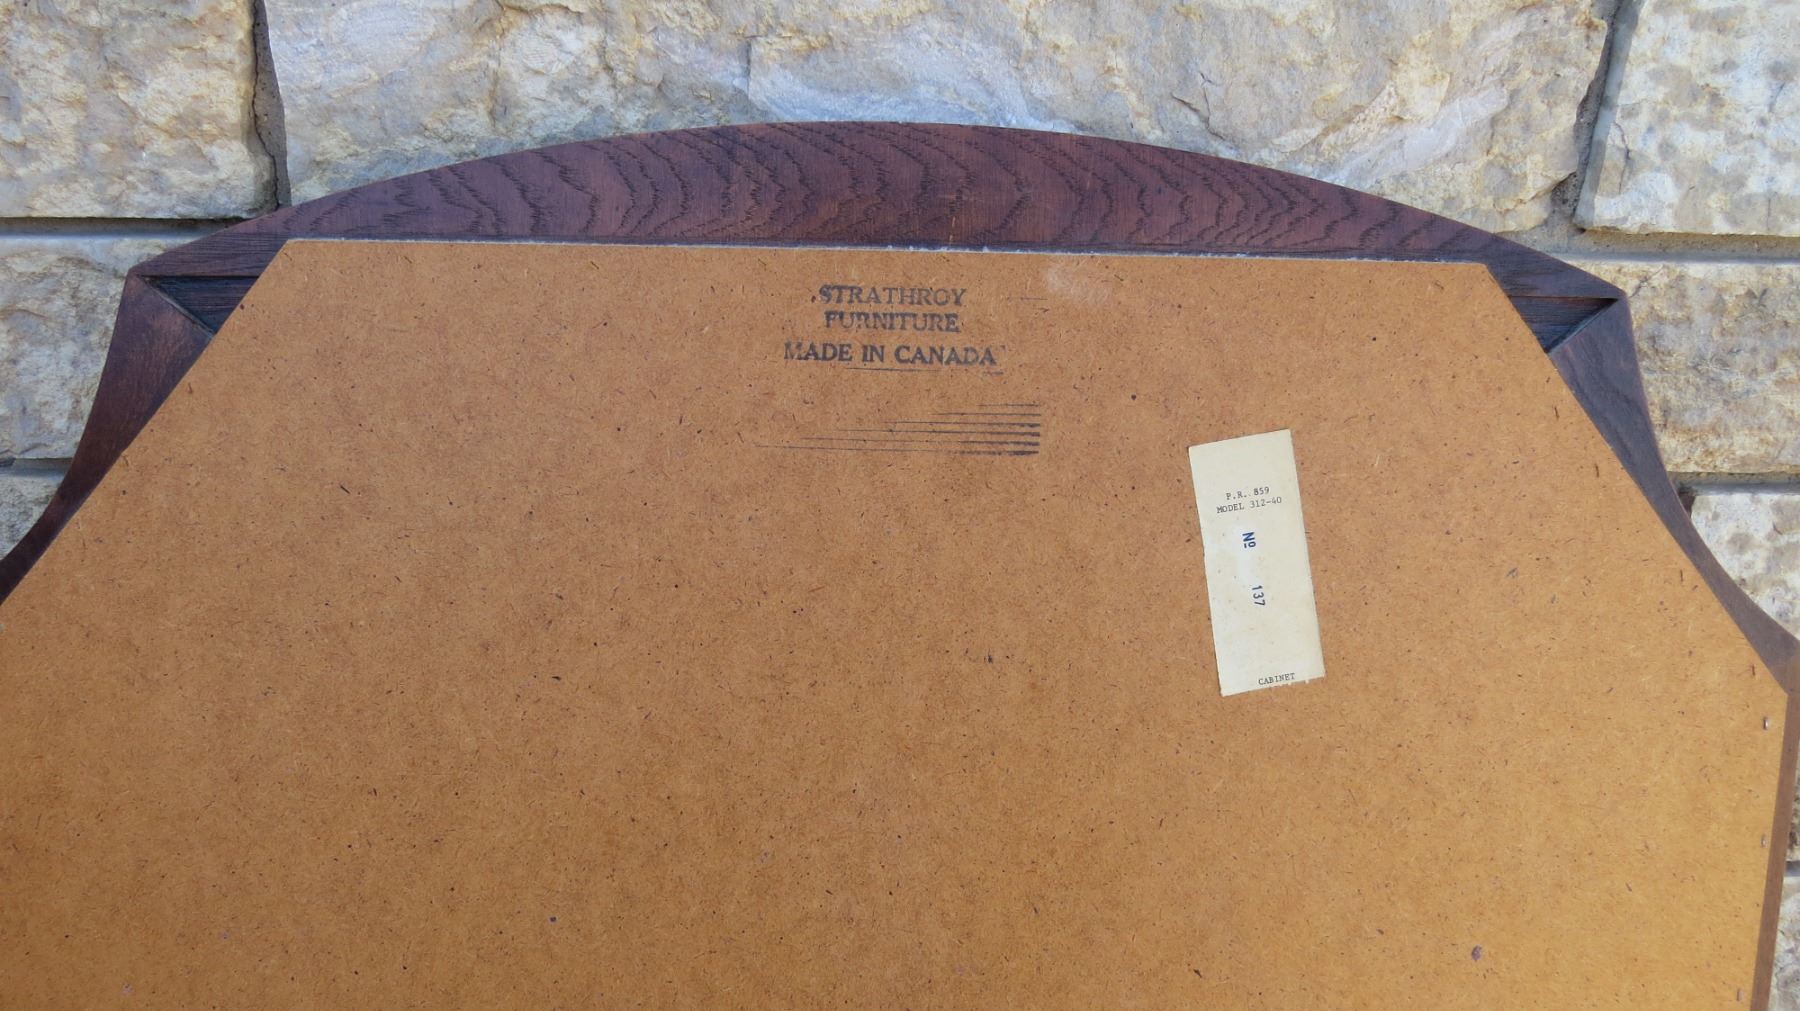 STRATHROY
FURNITURE
MADE IN CANADA
P.R. 859
MODEL 312-40
Nº 137
CABINET